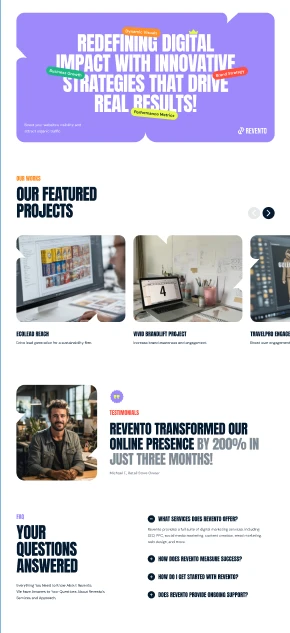 REDEFINING DIGITAL
Dynamic Growth
IMPACT WITH INNOVATIVE
Business Growth
Brand Strategy
STRATEGIES THAT DRIVE
REAL RESULTS!
Performance Metrics
Boost your website's visibility and
attract organic traffic.
REVENTO
OUR WORKS
OUR FEATURED
PROJECTS
4
ECOLEAD REACH
VIVID BRANDLIFT PROJECT
TRAVELPRO ENGAGE
lead generation for a sustainability firm.
Increase brand awareness and engagement.
Boost user engagement
TESTIMONIALS
REVENTO TRANSFORMED OUR
ONLINE PRESENCE BY 200% IN
JUST THREE MONTHS!
Michael T., Retail Store Owner
FAQ
YOUR
QUESTIONS
ANSWERED
Everything You Need to Know About Revento.
We Have Answers to Your Questions About Revento's
Services and Approach.
WHAT SERVICES DOES REVENTO OFFER?
Revento provides a full suite of digital marketing services, including
SEO, PPC, social media marketing, content creation, email marketing,
web design, and more.
HOW DOES REVENTO MEASURE SUCCESS?
HOW DO I GET STARTED WITH REVENTO?
DOES REVENTO PROVIDE ONGOING SUPPORT?